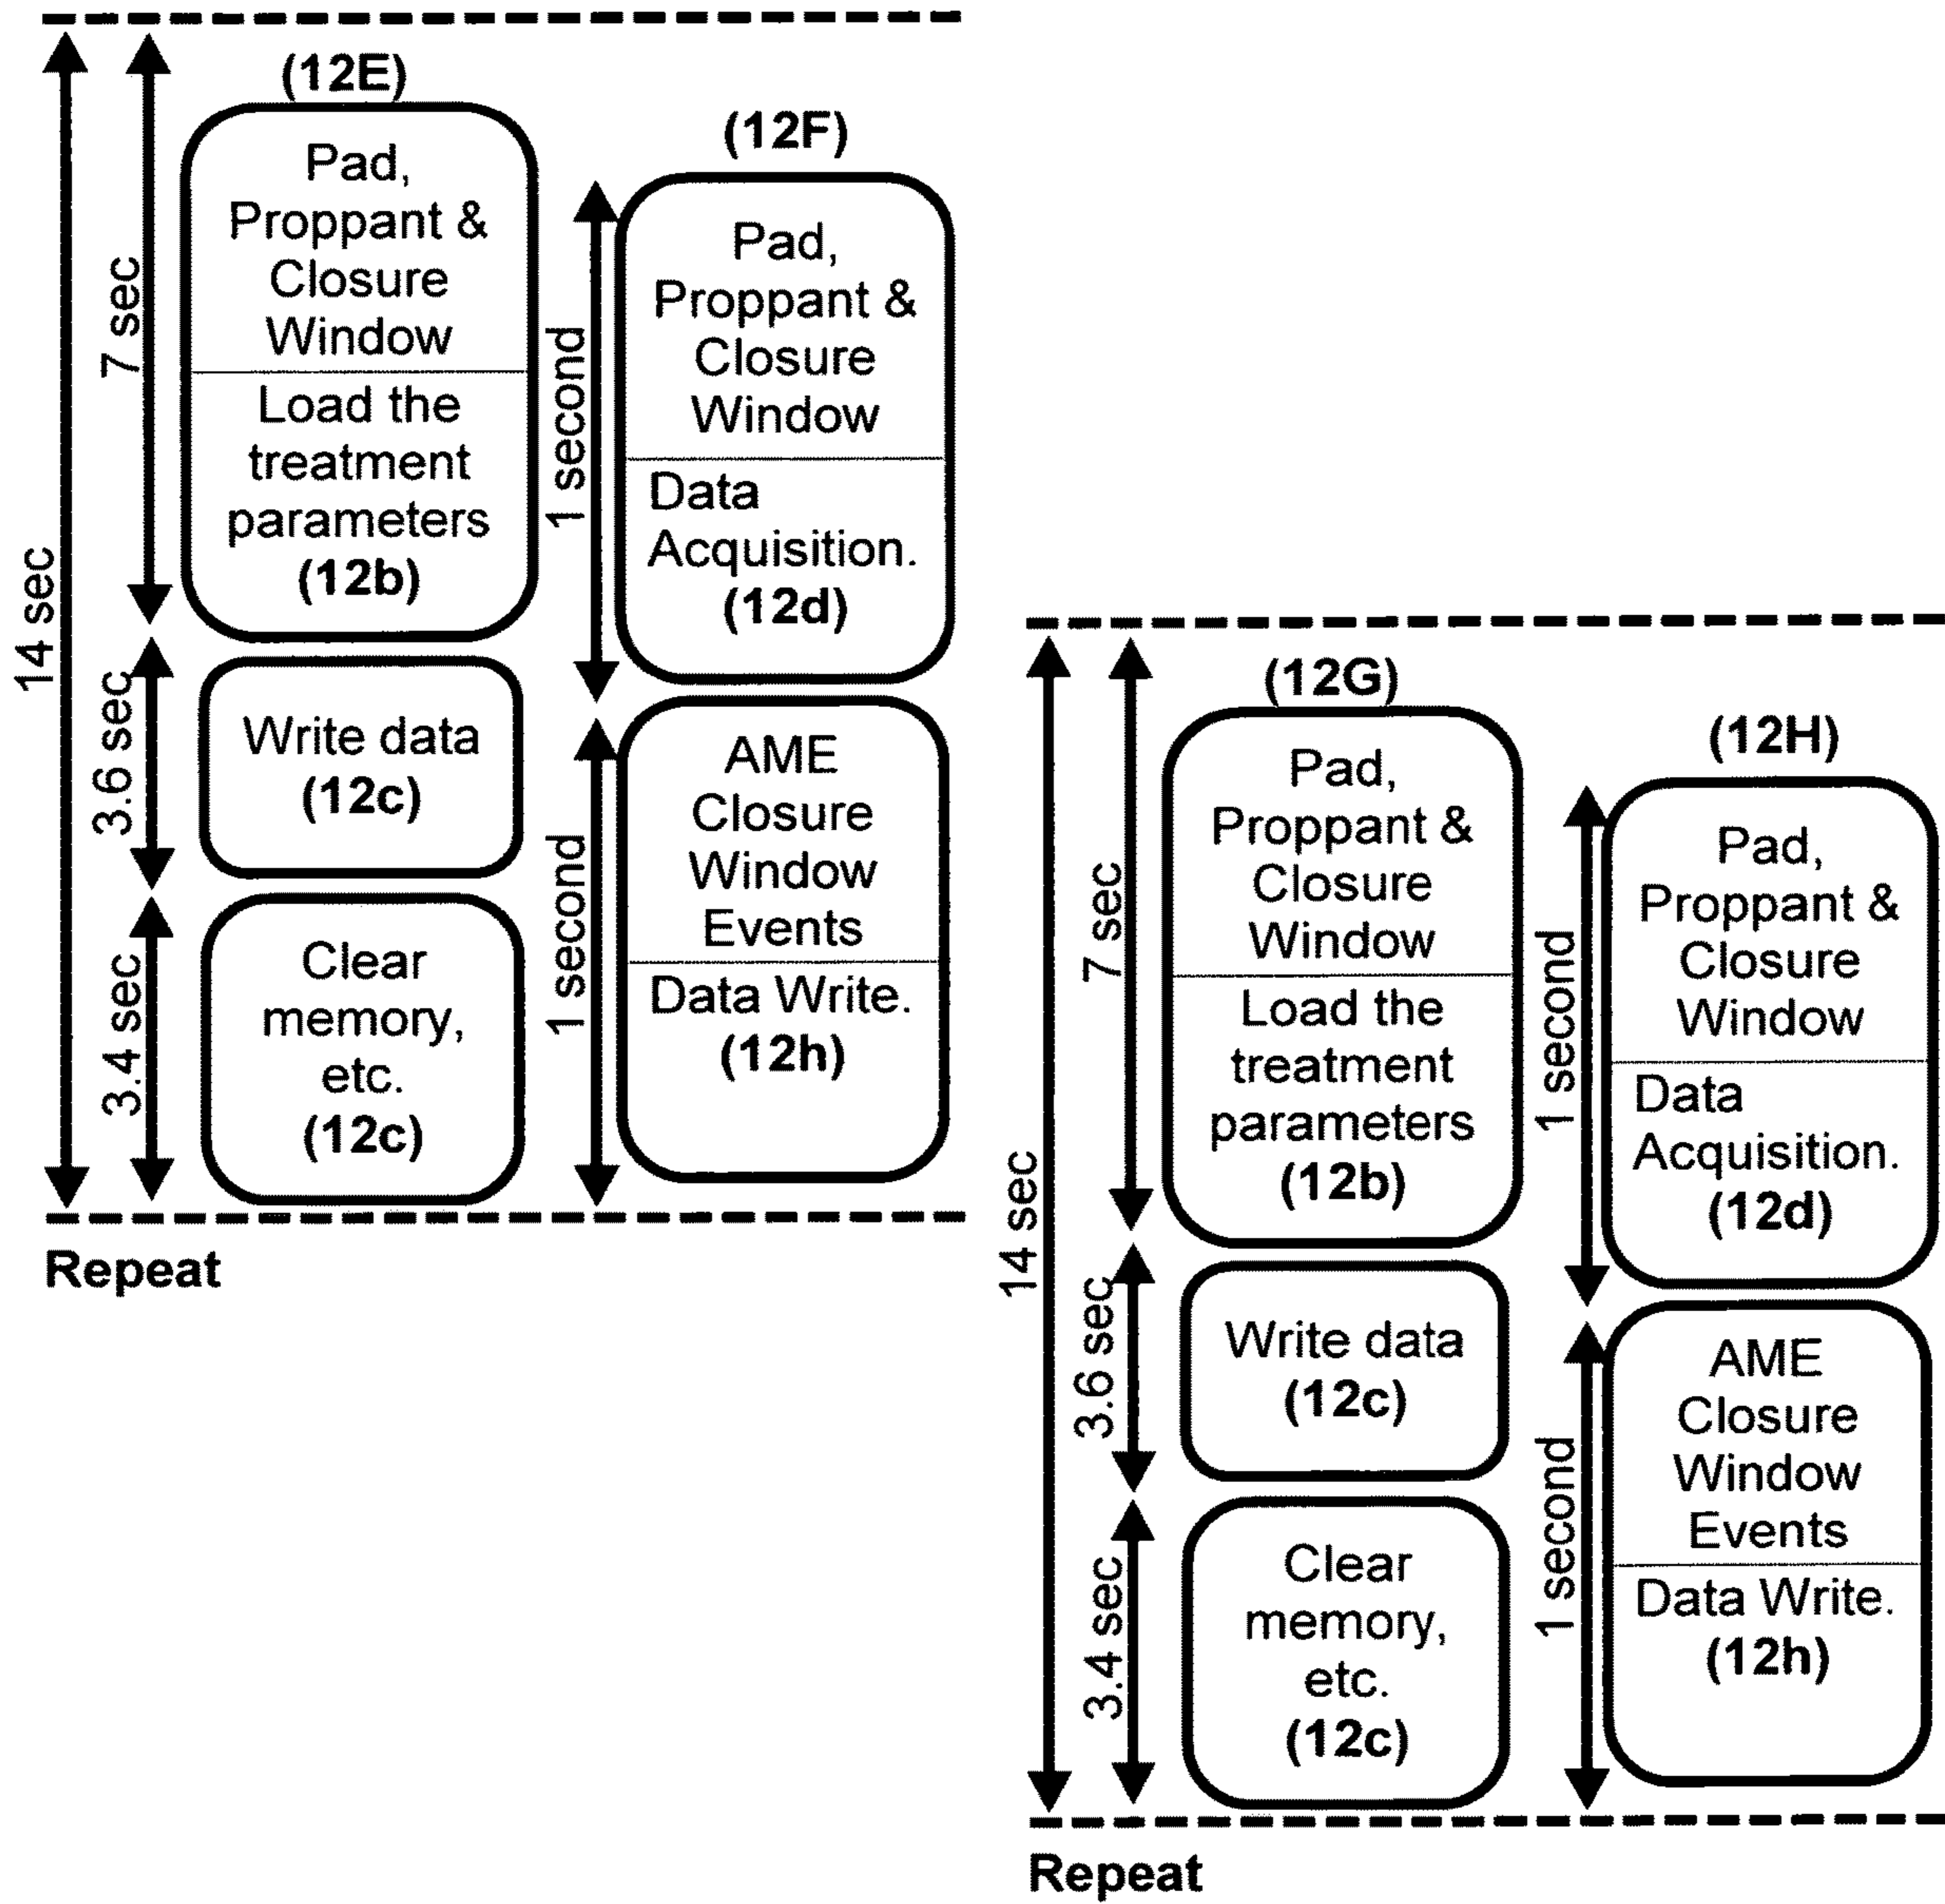 14 sec
7 sec
3.6 sec
3.4 sec
(12E)
Pad,
Proppant &
Closure
Window
Load the
treatment
parameters
(12b)
Write data
(12c)
Clear
memory,
etc.
(12c)
1 second
1 second
(12F)
Pad,
Proppant &
Closure
Window
Data
Acquisition.
(12d)
AME
Closure
Window
Events
Data Write.
(12h)
Repeat
14 sec
7 sec
3.6 sec
3.4 sec
(12G)
Pad,
Proppant &
Closure
Window
Load the
treatment
parameters
(12b)
Write data
(12c)
Clear
memory,
etc.
(12c)
1 second
1 second
(12H)
Pad,
Proppant &
Closure
Window
Data
Acquisition.
(12d)
AME
Closure
Window
Events
Data Write.
(12h)
Repeat